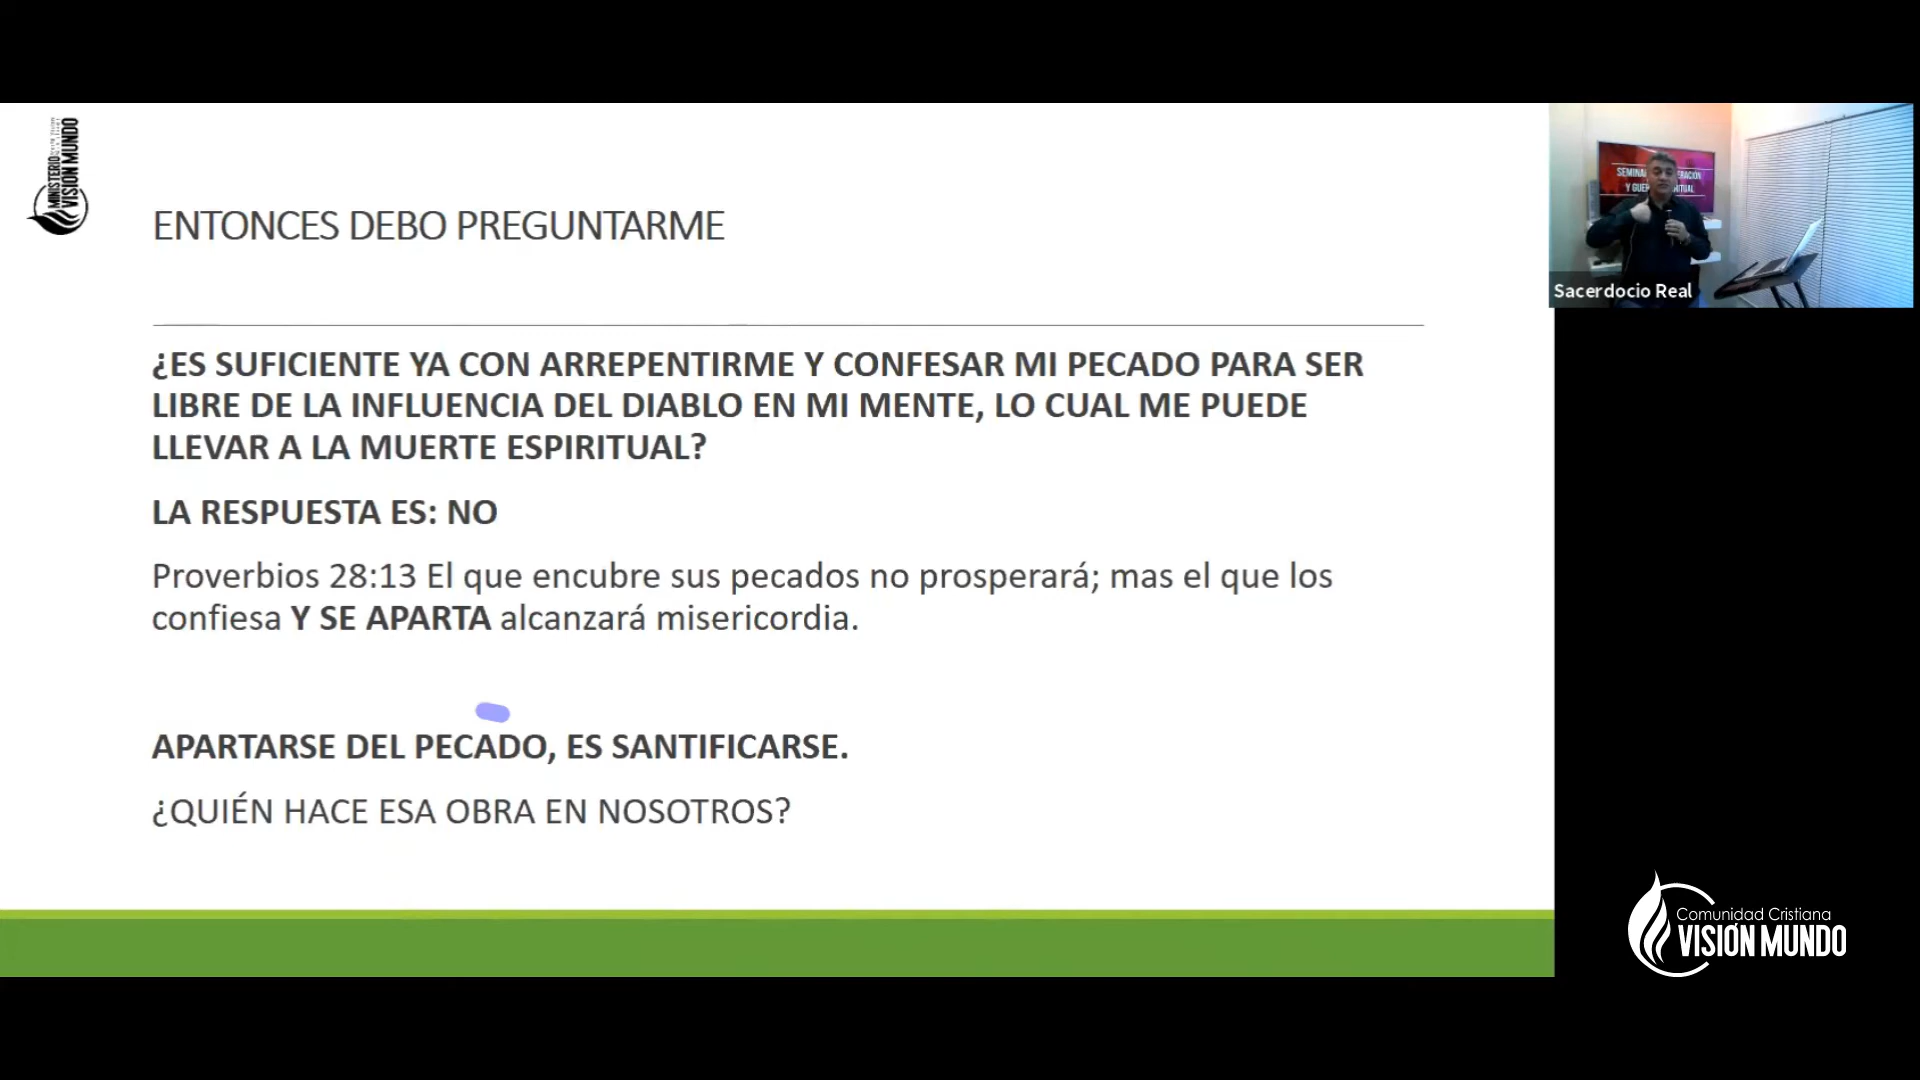 MINISTERIO
VISIÓN MUNDO
ENTONCES DEBO PREGUNTARME
¿ES SUFICIENTE YA CON ARREPENTIRME Y CONFESAR MI PECADO PARA SER
LIBRE DE LA INFLUENCIA DEL DIABLO EN MI MENTE, LO CUAL ME PUEDE
LLEVAR A LA MUERTE ESPIRITUAL?
LA RESPUESTA ES: NO
Proverbios 28:13 El que encubre sus pecados no prosperará; mas el que los
confiesa Y SE APARTA alcanzará misericordia.
APARTARSE DEL PECADO, ES SANTIFICARSE.
¿QUIÉN HACE ESA OBRA EN NOSOTROS?
Sacerdocio Real
Comunidad Cristiana
VISIÓN MUNDO